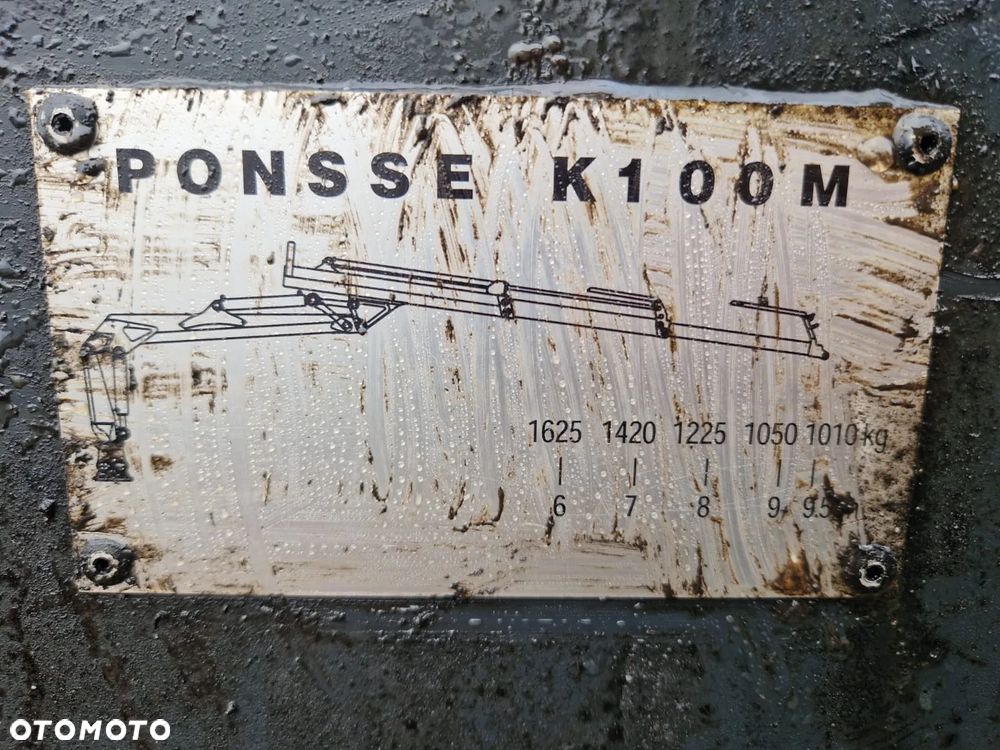 PONSSE K100M
1625 1420 1225 1050 1010 kg
6 7 8 9 9.5
OTOMOTO